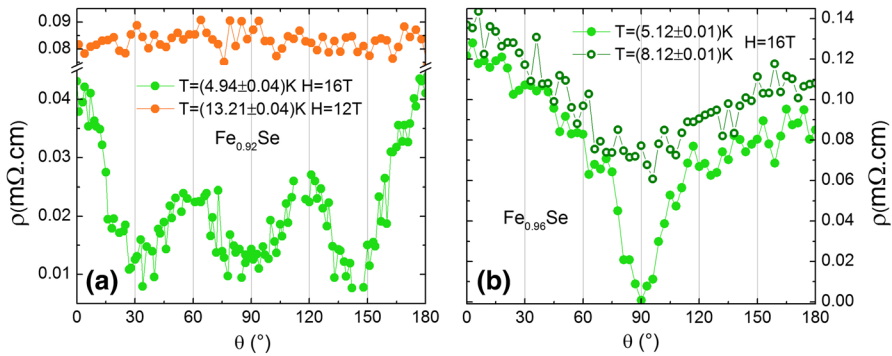 0.09
0.08
0.04
0.03
0.02
0.01
ρ(mΩ.cm)
T=(4.94±0.04)K H=16T
T=(13.21±0.04)K H=12T
Fe0.92Se
(a)
0 30 60 90 120 150 180
θ (°)
T=(5.12±0.01)K
T=(8.12±0.01)K
H=16T
Fe0.96Se
(b)
0 30 60 90 120 150 180
θ (°)
0.14
0.12
0.10
0.08
0.06
0.04
0.02
0.00
ρ(mΩ.cm)